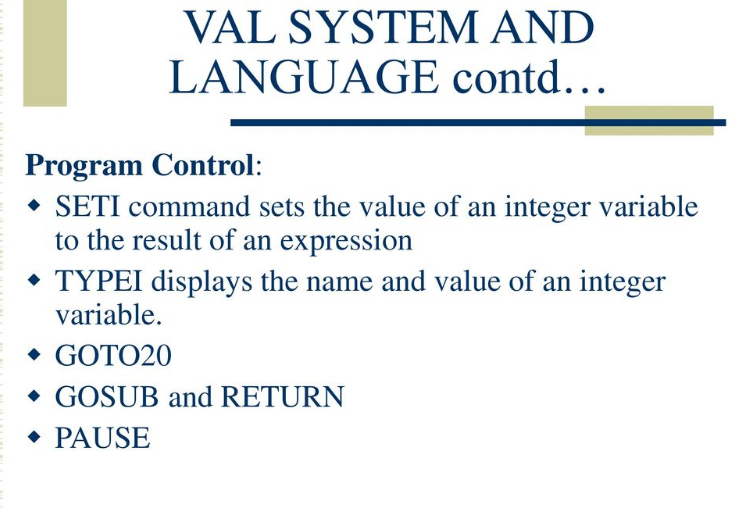 VAL SYSTEM AND
LANGUAGE contd…
Program Control:
◆ SETI command sets the value of an integer variable
to the result of an expression
◆ TYPEI displays the name and value of an integer
variable.
◆ GOTO20
◆ GOSUB and RETURN
◆ PAUSE